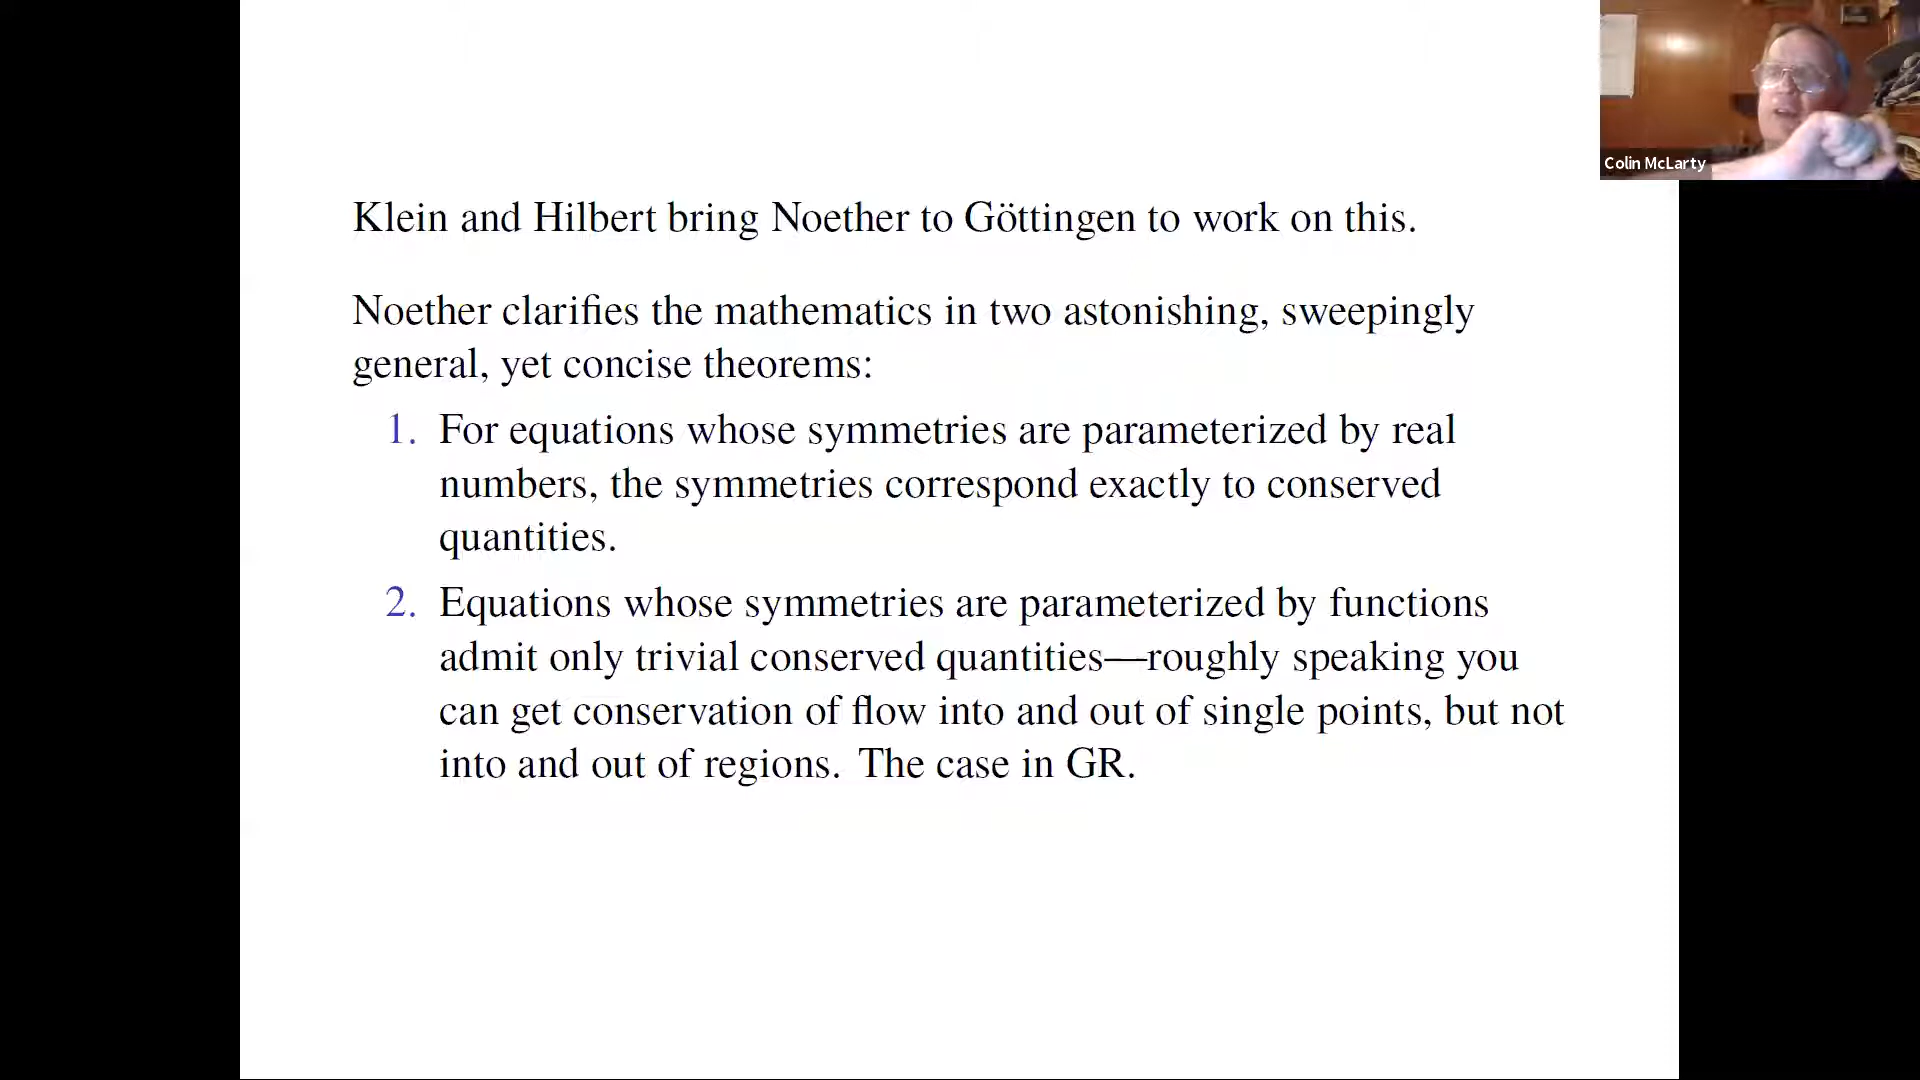 Colin McLarty
Klein and Hilbert bring Noether to Göttingen to work on this.
Noether clarifies the mathematics in two astonishing, sweepingly
general, yet concise theorems:
1. For equations whose symmetries are parameterized by real
numbers, the symmetries correspond exactly to conserved
quantities.
2. Equations whose symmetries are parameterized by functions
admit only trivial conserved quantities—roughly speaking you
can get conservation of flow into and out of single points, but not
into and out of regions. The case in GR.